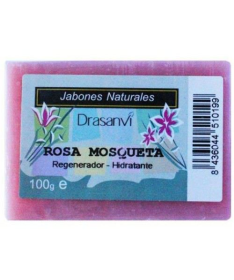 Jabones Naturales
Drasanvi
ROSA MOSQUETA
Regenerador - Hidratante
100g e
8 436044 510199